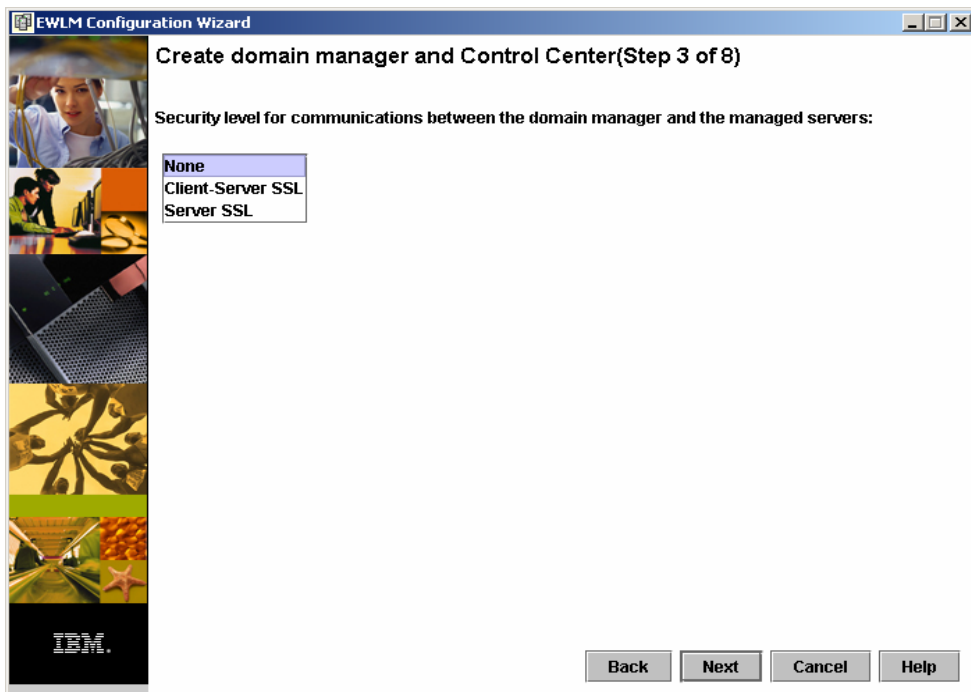 EWLM Configuration Wizard
Create domain manager and Control Center(Step 3 of 8)
Security level for communications between the domain manager and the managed servers:
None
Client-Server SSL
Server SSL
IBM.
Back Next Cancel Help